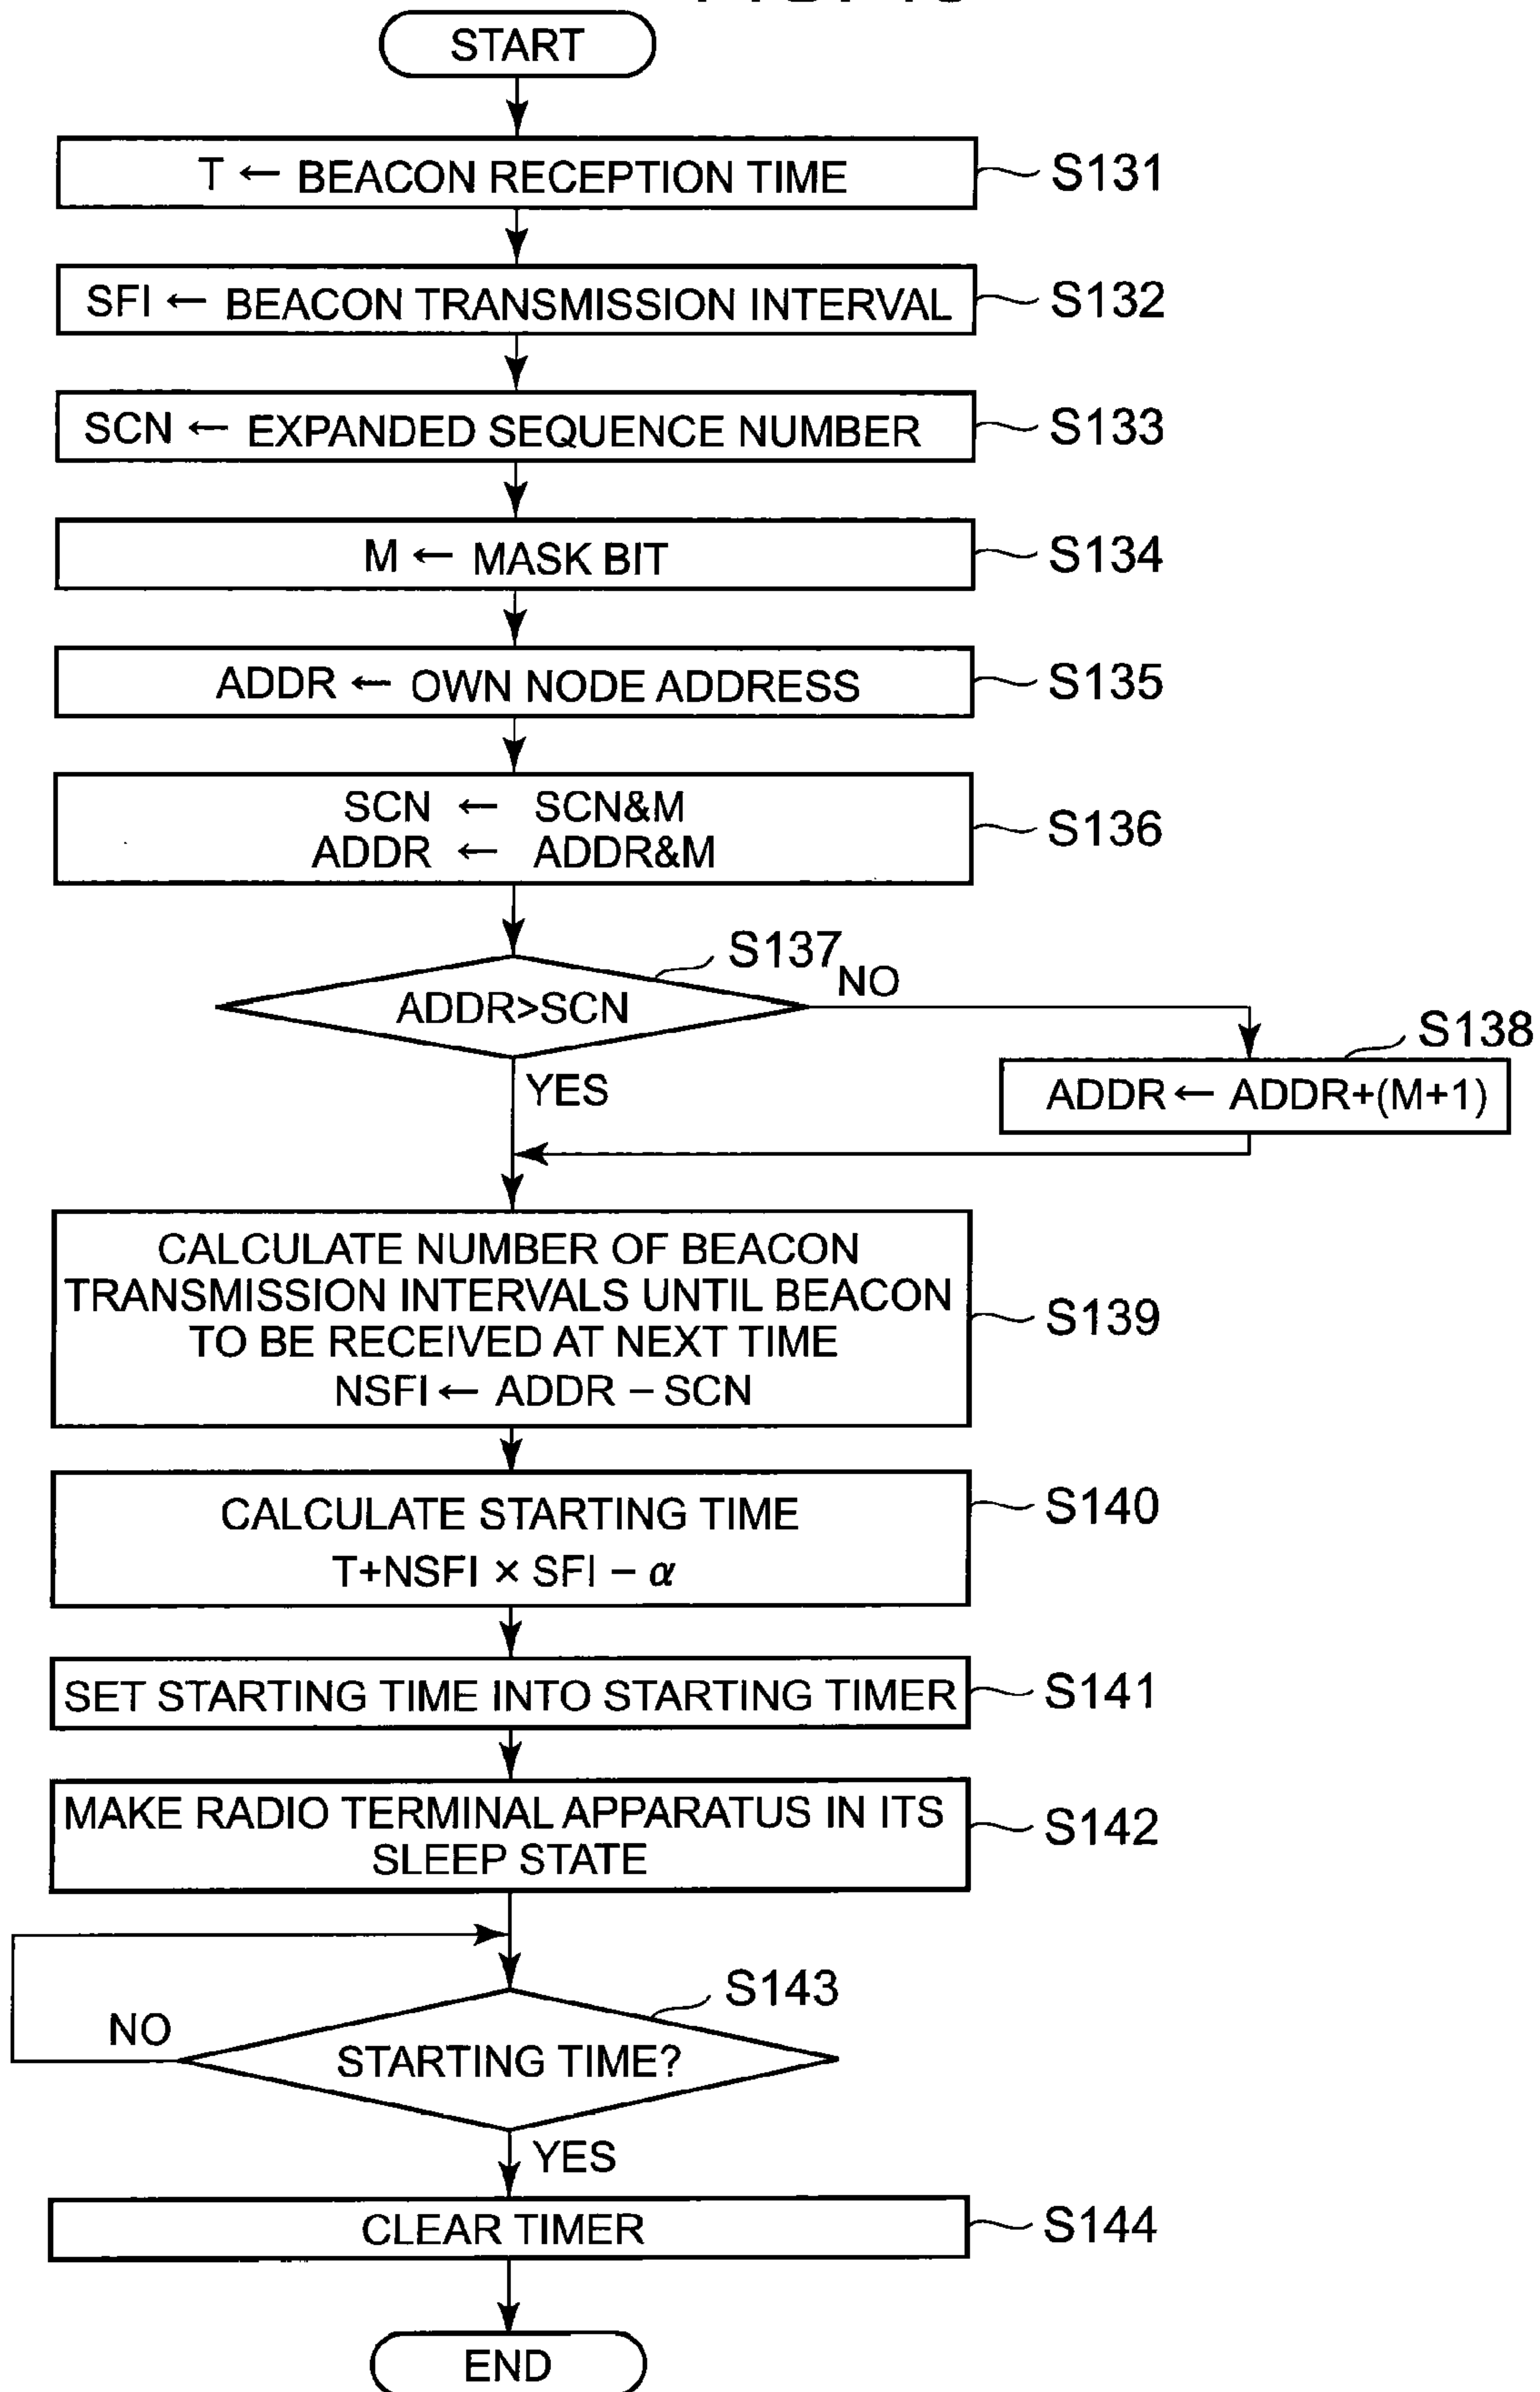 START
T ← BEACON RECEPTION TIME
S131
SFI ← BEACON TRANSMISSION INTERVAL
S132
SCN ← EXPANDED SEQUENCE NUMBER
S133
M ← MASK BIT
S134
ADDR ← OWN NODE ADDRESS
S135
SCN ← SCN&M
ADDR ← ADDR&M
S136
S137
ADDR>SCN
NO
YES
S138
ADDR ← ADDR+(M+1)
CALCULATE NUMBER OF BEACON
TRANSMISSION INTERVALS UNTIL BEACON
TO BE RECEIVED AT NEXT TIME
NSFI ← ADDR – SCN
S139
CALCULATE STARTING TIME
T+NSFI × SFI – α
S140
SET STARTING TIME INTO STARTING TIMER
S141
MAKE RADIO TERMINAL APPARATUS IN ITS
SLEEP STATE
S142
S143
STARTING TIME?
NO
YES
CLEAR TIMER
S144
END